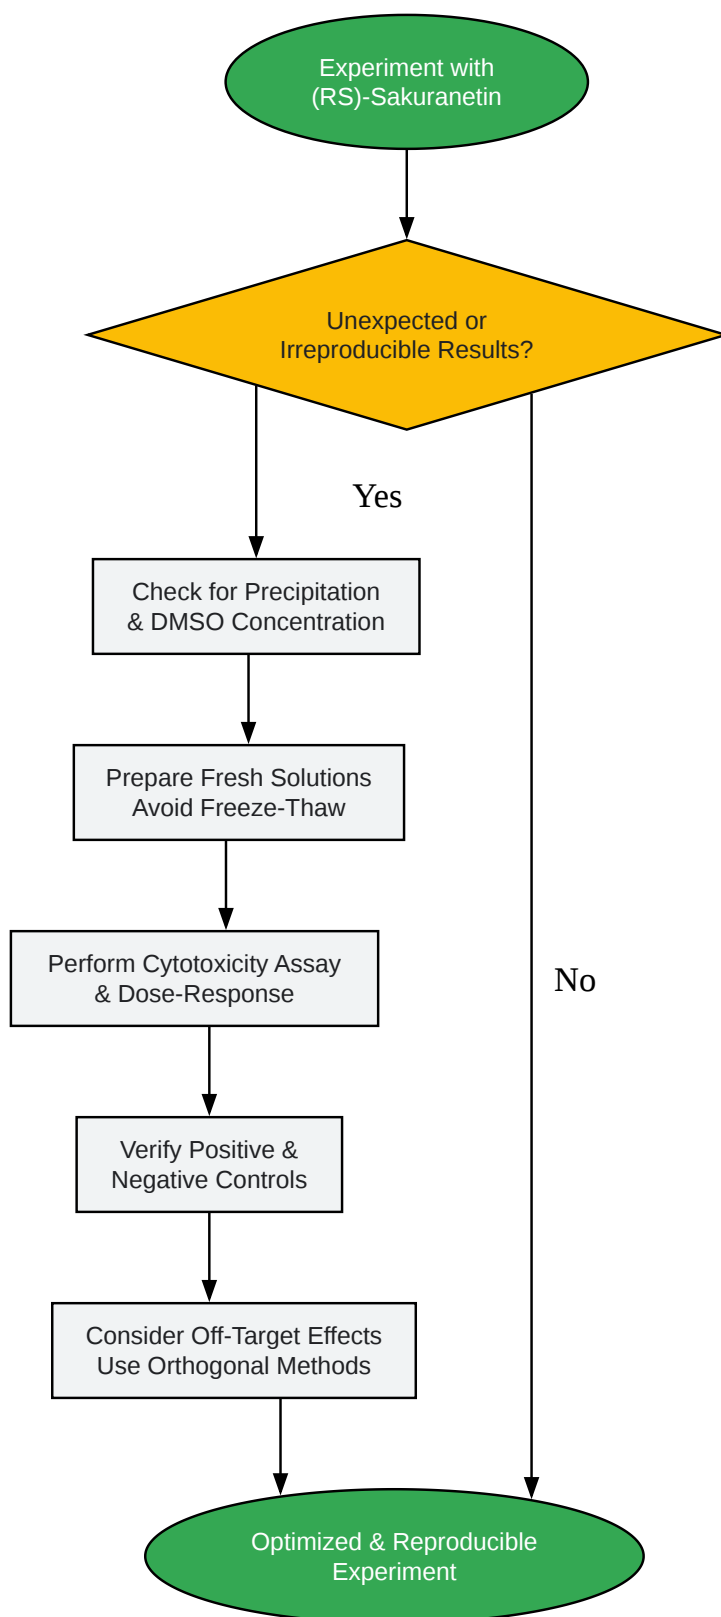 Experiment with
(RS)-Sakuranetin
Unexpected or
Irreproducible Results?
Yes
Check for Precipitation
& DMSO Concentration
Prepare Fresh Solutions
Avoid Freeze-Thaw
Perform Cytotoxicity Assay
& Dose-Response
No
Verify Positive &
Negative Controls
Consider Off-Target Effects
Use Orthogonal Methods
Optimized & Reproducible
Experiment